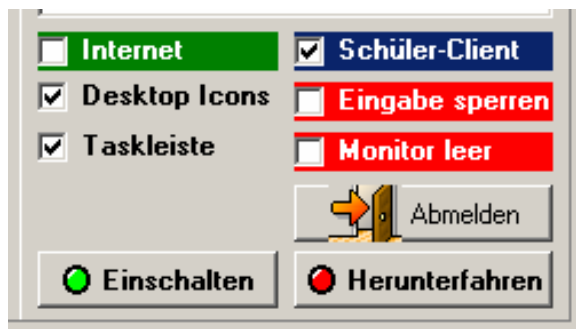 Internet
Schüler-Client
Desktop Icons
Eingabe sperren
Taskleiste
Monitor leer
Abmelden
Einschalten
Herunterfahren